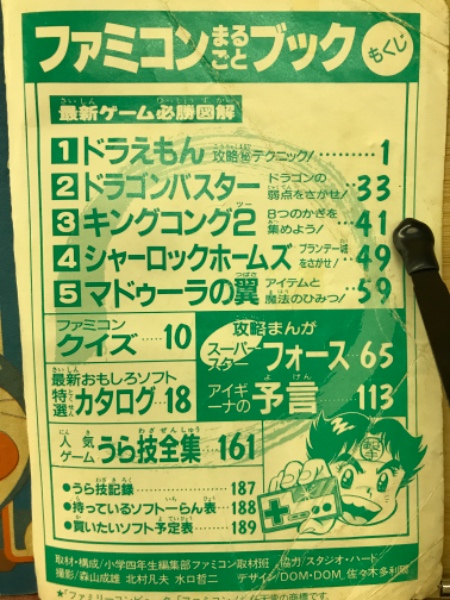 ファミコンまるごとブック
もくじ
最新ゲーム必勝図解
1 ドラえもん 攻略㊙テクニック! ……… 1
2 ドラゴンバスター ドラゴンの弱点をさがせ! ‥33
3 キングコング2 8つのかぎを集めよう! ‥41
4 シャーロックホームズ ブランデー城をさがせ! ‥49
5 マドゥーラの翼 アイテムと魔法のひみつ! ‥59
ファミコンクイズ ‥‥10
攻略まんが
スーパースター フォース ‥65
最新おもしろソフト
特選カタログ ‥18
アイギーナの予言 ‥‥113
人気ゲーム うら技全集 ‥161
●うら技記録 ……… 187
●持っているソフト一らん表 … 188
●買いたいソフト予定表 … 189
取材・構成/小学四年生編集部ファミコン取材班 協力/スタジオ・ハード
撮影/森山成雄 北村凡夫 水口哲二 デザイン/DOM・DOM、佐々木多利爾